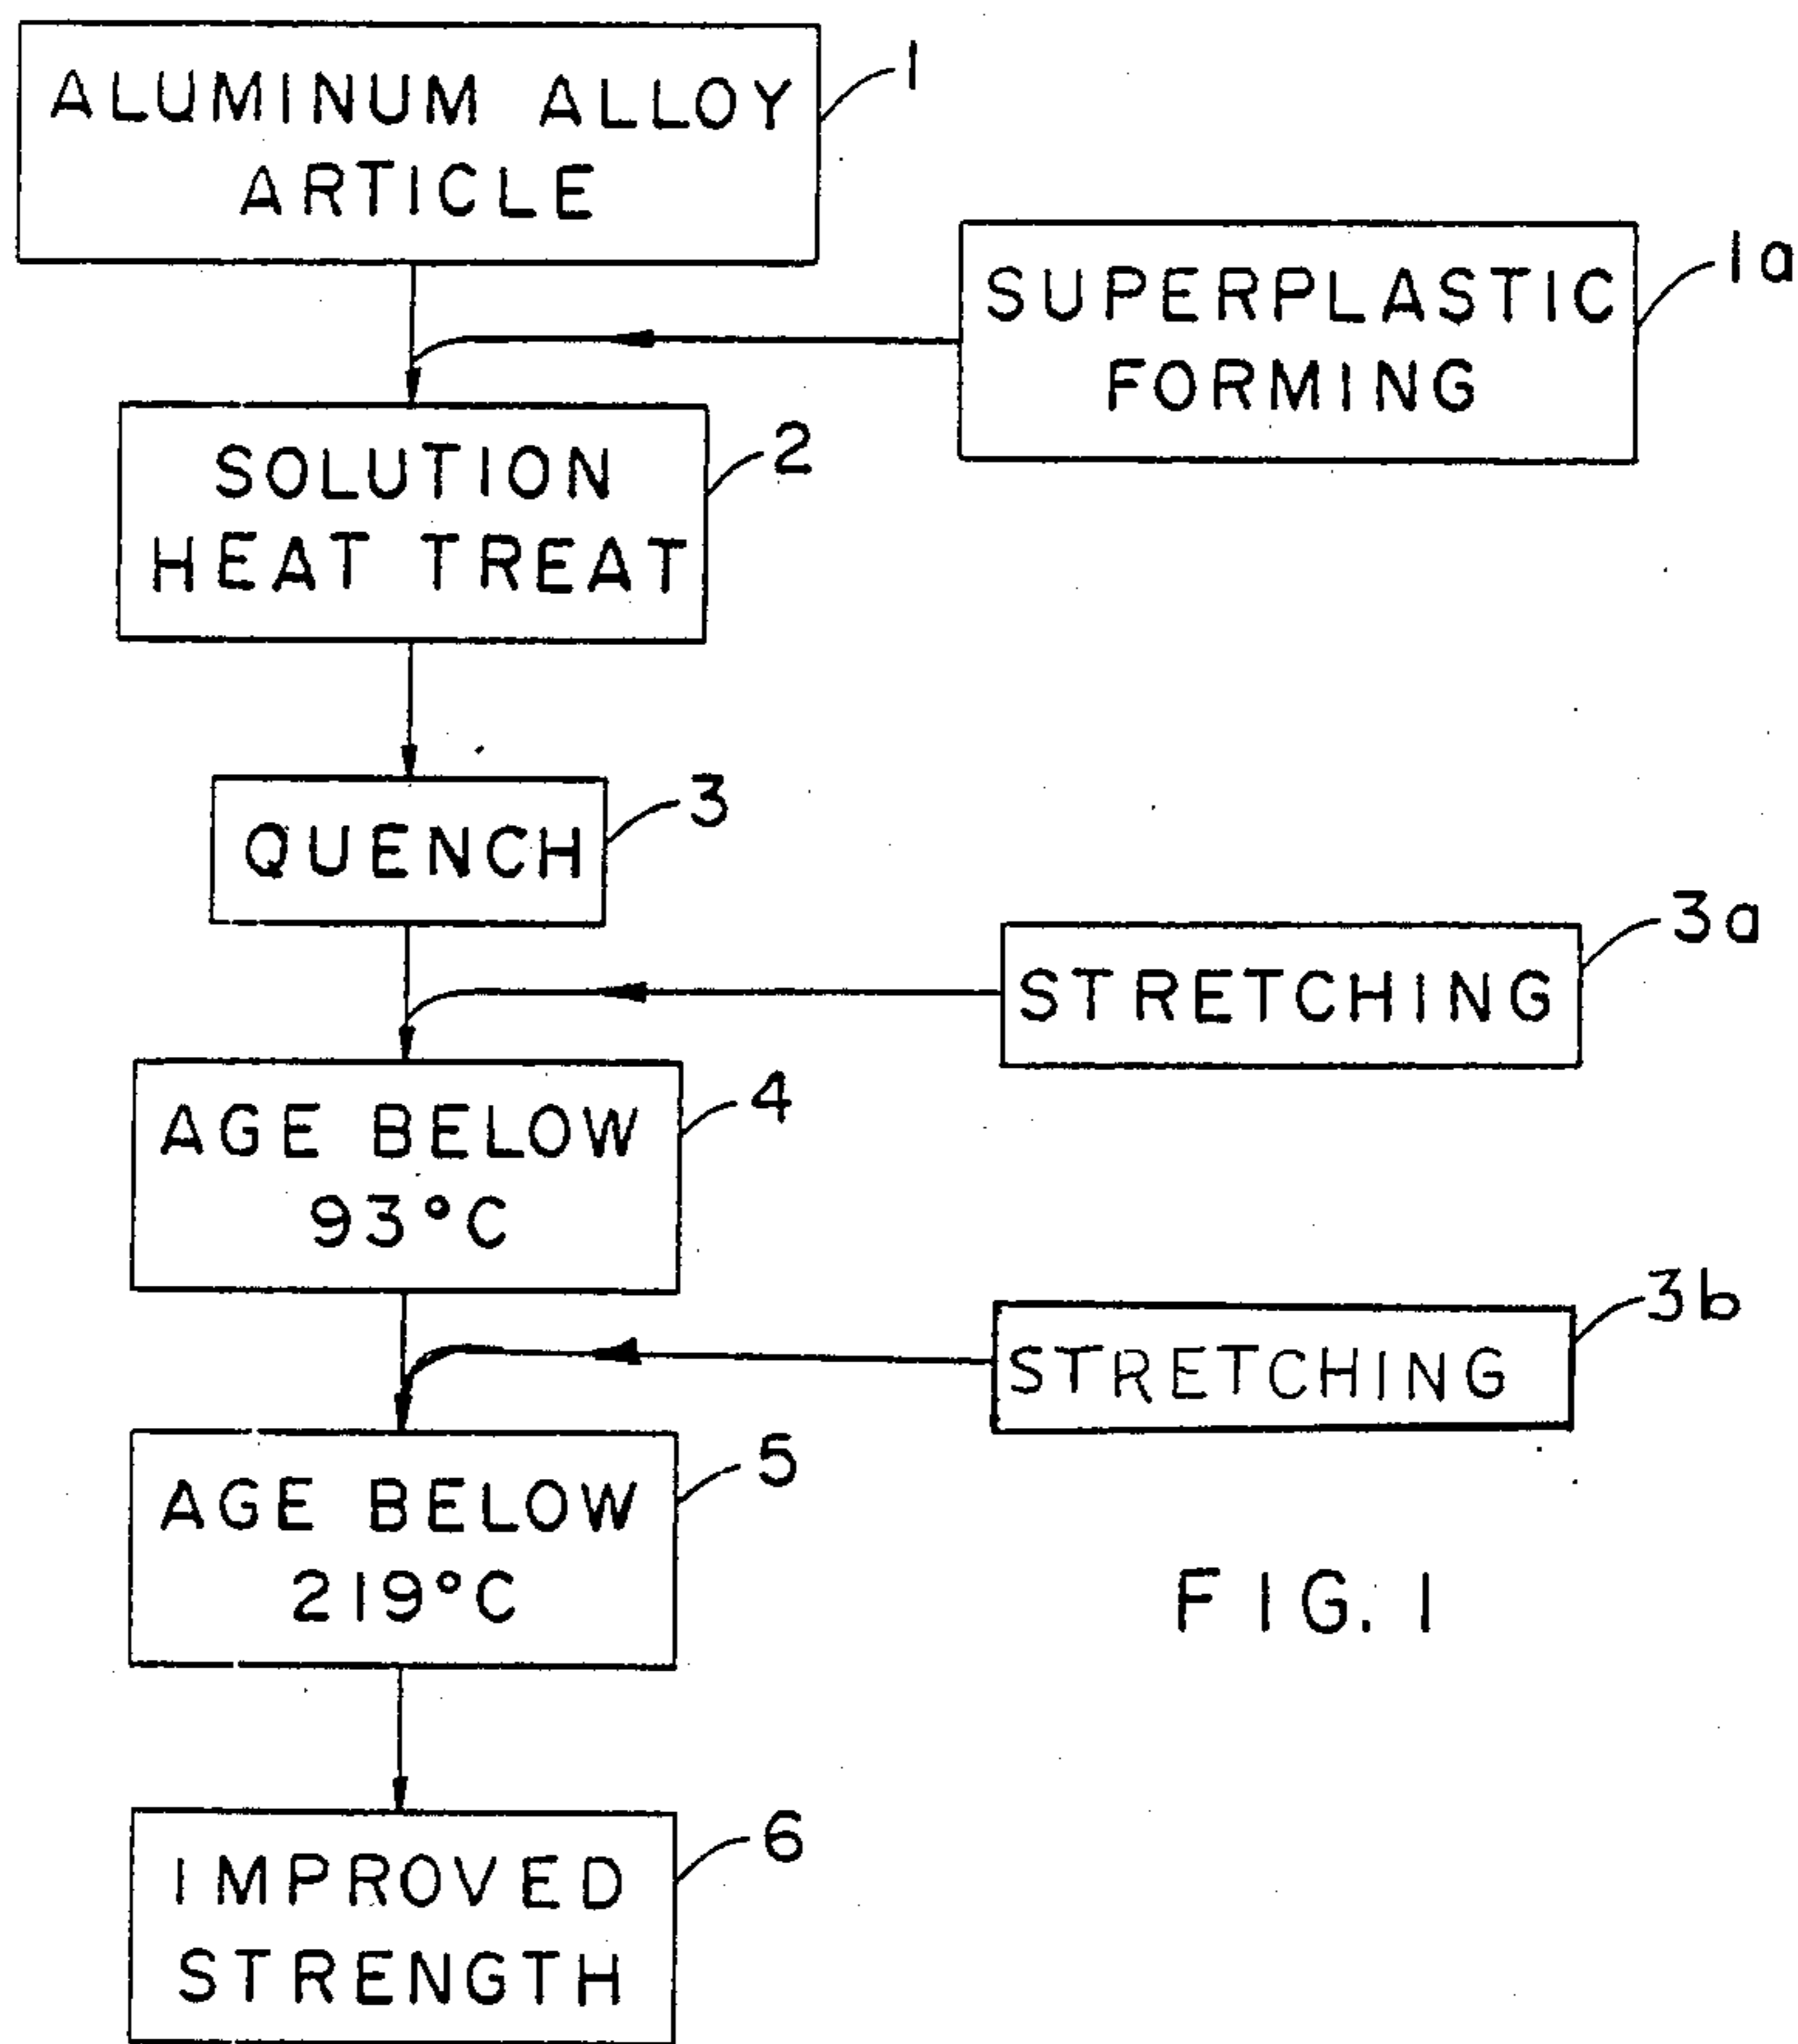 ALUMINUM ALLOY
ARTICLE
1
SUPERPLASTIC
FORMING
1a
SOLUTION
HEAT TREAT
2
QUENCH
3
STRETCHING
3a
AGE BELOW
93°C
4
STRETCHING
3b
AGE BELOW
219°C
5
FIG. 1
IMPROVED
STRENGTH
6